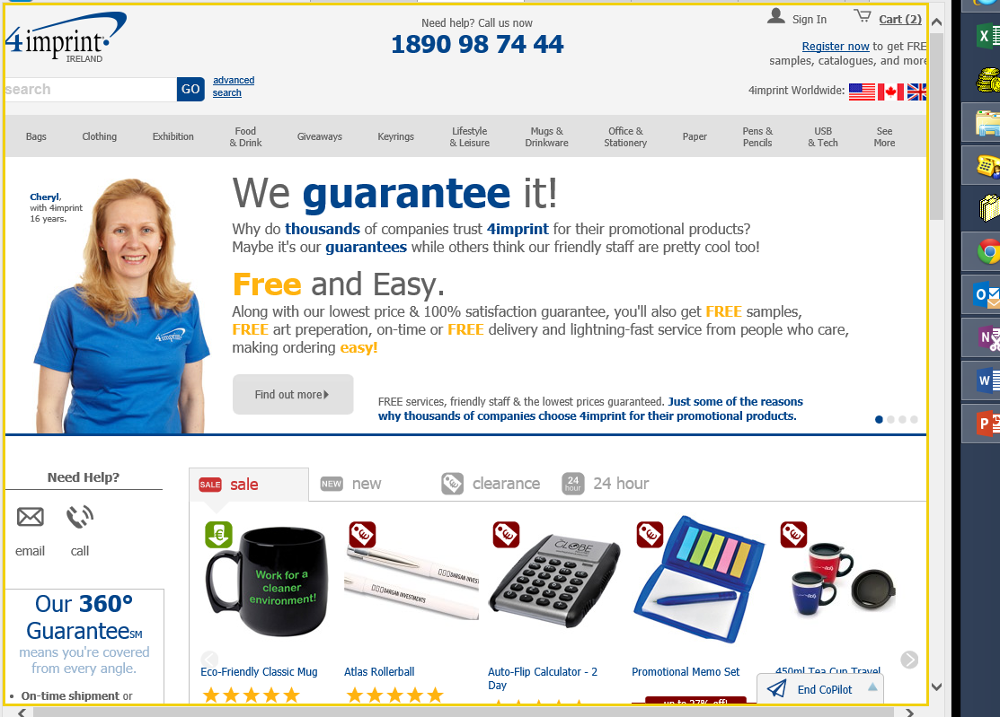 4imprint
IRELAND
Need help? Call us now
1890 98 74 44
Sign In
Cart (2)
Register now to get FRE
samples, catalogues, and more
search
GO
advanced
search
4imprint Worldwide:
Bags
Clothing
Exhibition
Food
& Drink
Giveaways
Keyrings
Lifestyle
& Leisure
Mugs &
Drinkware
Office &
Stationery
Paper
Pens &
Pencils
USB
& Tech
See
More
Cheryl,
with 4imprint
16 years.
4imprint
We guarantee it!
Why do thousands of companies trust 4imprint for their promotional products?
Maybe it's our guarantees while others think our friendly staff are pretty cool too!
Free and Easy.
Along with our lowest price & 100% satisfaction guarantee, you'll also get FREE samples,
FREE art preperation, on-time or FREE delivery and lightning-fast service from people who care,
making ordering easy!
Find out more
FREE services, friendly staff & the lowest prices guaranteed. Just some of the reasons
why thousands of companies choose 4imprint for their promotional products.
Need Help?
email
call
Our 360°
Guarantee SM
means you're covered
from every angle.
• On-time shipment or
SALE
sale
NEW
new
clearance
24
hour
24 hour
Work for a
cleaner
environment!
DARGAN INVEST
DARGAN INVESTMENTS
GLOBE
Eco-Friendly Classic Mug
Atlas Rollerball
Auto-Flip Calculator - 2
Day
Promotional Memo Set
450ml Tea Cup Travel
up to 27% off!
End CoPilot